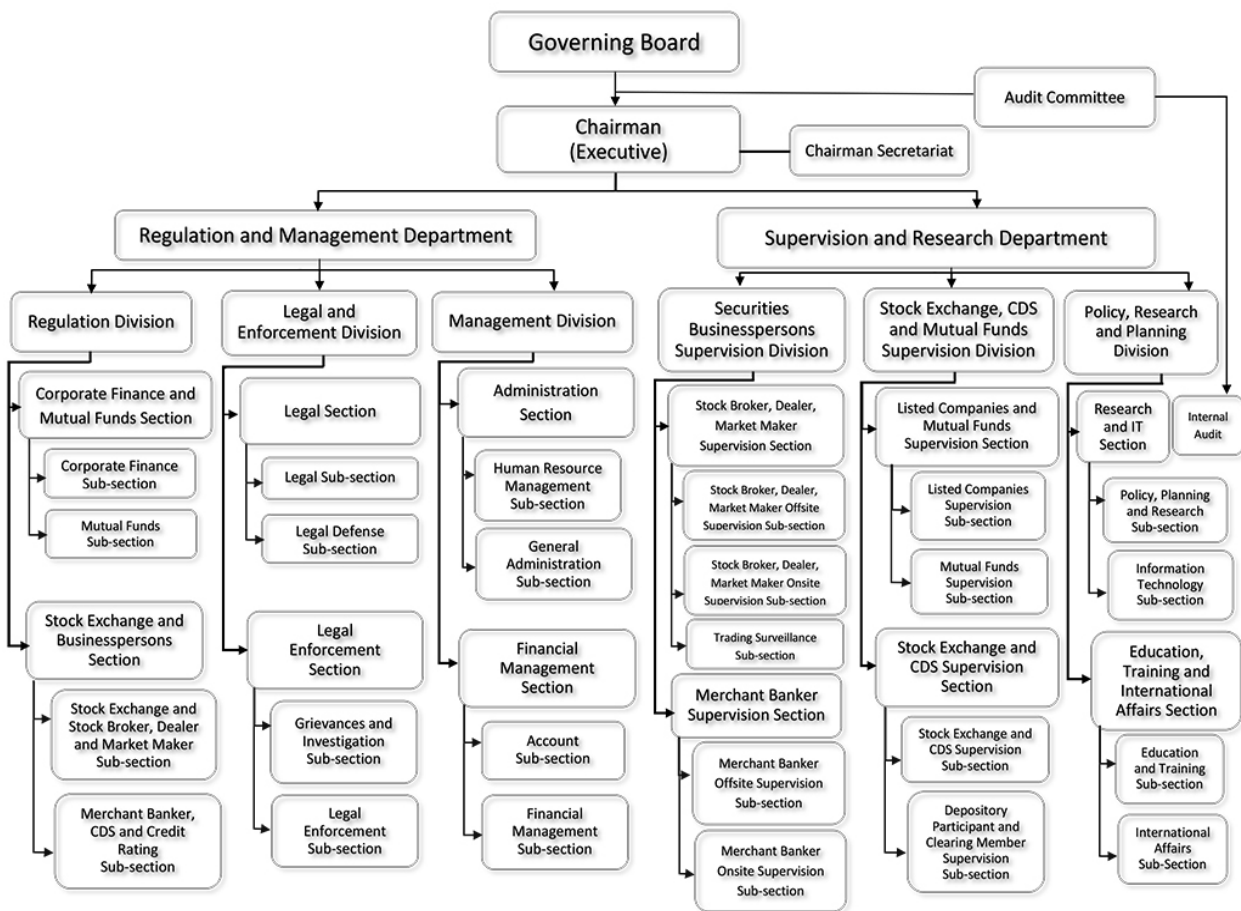 Governing Board
Audit Committee
Chairman
(Executive)
Chairman Secretariat
Regulation and Management Department
Supervision and Research Department
Regulation Division
Legal and
Enforcement Division
Management Division
Securities
Businesspersons
Supervision Division
Stock Exchange, CDS
and Mutual Funds
Supervision Division
Policy, Research
and Planning
Division
Corporate Finance and
Mutual Funds Section
Corporate Finance
Sub-section
Mutual Funds
Sub-section
Stock Exchange and
Businesspersons
Section
Stock Exchange and
Stock Broker, Dealer
and Market Maker
Sub-section
Merchant Banker,
CDS and Credit
Rating
Sub-section
Legal Section
Legal Sub-section
Legal Defense
Sub-section
Legal
Enforcement
Section
Grievances and
Investigation
Sub-section
Legal
Enforcement
Sub-section
Administration
Section
Human Resource
Management
Sub-section
General
Administration
Sub-section
Financial
Management
Section
Account
Sub-section
Financial
Management
Sub-section
Stock Broker, Dealer,
Market Maker
Supervision Section
Stock Broker, Dealer,
Market Maker Offsite
Supervision Sub-section
Stock Broker, Dealer,
Market Maker Onsite
Supervision Sub-section
Trading Surveillance
Sub-section
Merchant Banker
Supervision Section
Merchant Banker
Offsite Supervision
Sub-section
Merchant Banker
Onsite Supervision
Sub-section
Listed Companies and
Mutual Funds
Supervision Section
Listed Companies
Supervision
Sub-section
Mutual Funds
Supervision
Sub-section
Stock Exchange and
CDS Supervision
Section
Stock Exchange and
CDS Supervision
Sub-section
Depository
Participant and
Clearing Member
Supervision
Sub-section
Research
and IT
Section
Policy, Planning
and Research
Sub-section
Information
Technology
Sub-section
Education,
Training and
International
Affairs Section
Education
and Training
Sub-section
International
Affairs
Sub-Section
Internal
Audit